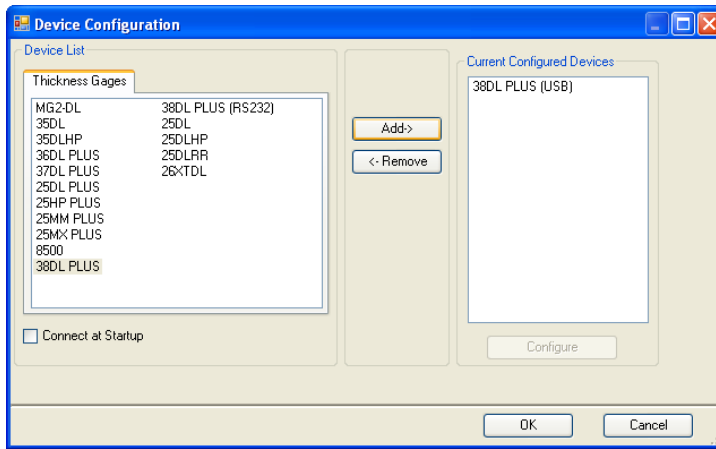 Device Configuration
Device List
Thickness Gages
MG2-DL
35DL
35DLHP
36DL PLUS
37DL PLUS
25DL PLUS
25HP PLUS
25MM PLUS
25MX PLUS
8500
38DL PLUS
38DL PLUS (RS232)
25DL
25DLHP
25DLRR
26XTDL
Connect at Startup
Add->
<- Remove
Current Configured Devices
38DL PLUS (USB)
Configure
OK
Cancel